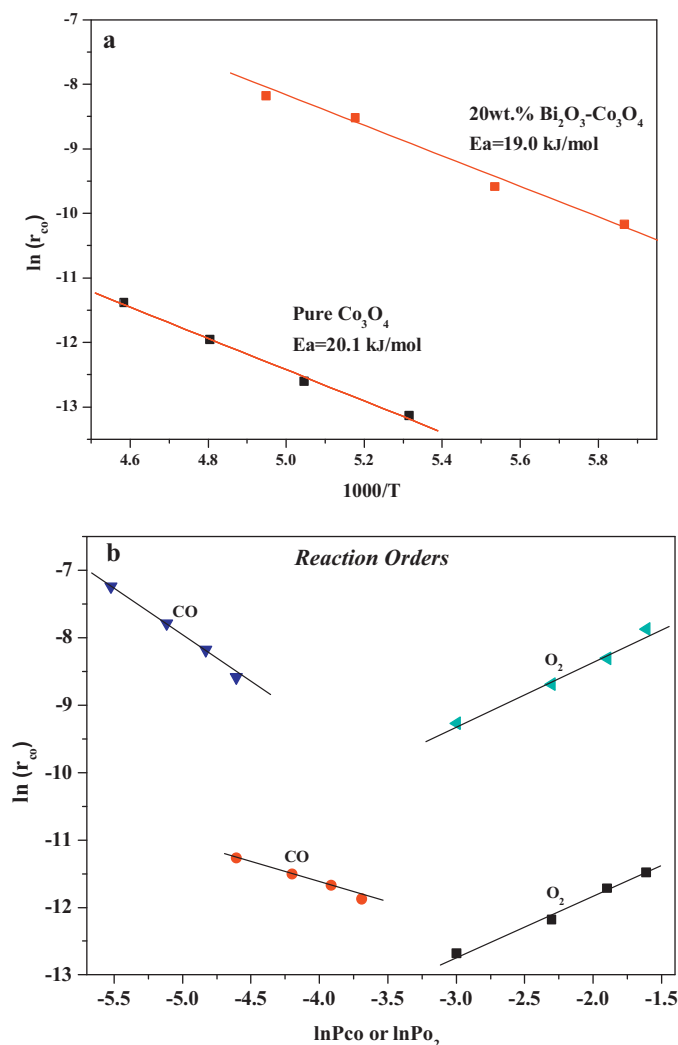 a
-7
-8
-9
-10
-11
-12
-13
ln (r_co)
20wt.% Bi₂O₃-Co₃O₄
Ea=19.0 kJ/mol
Pure Co₃O₄
Ea=20.1 kJ/mol
4.6 4.8 5.0 5.2 5.4 5.6 5.8
1000/T
b
Reaction Orders
-7
-8
-9
-10
-11
-12
-13
ln (r_co)
CO
O₂
CO
O₂
-5.5 -5.0 -4.5 -4.0 -3.5 -3.0 -2.5 -2.0 -1.5
lnPco or lnPo₂